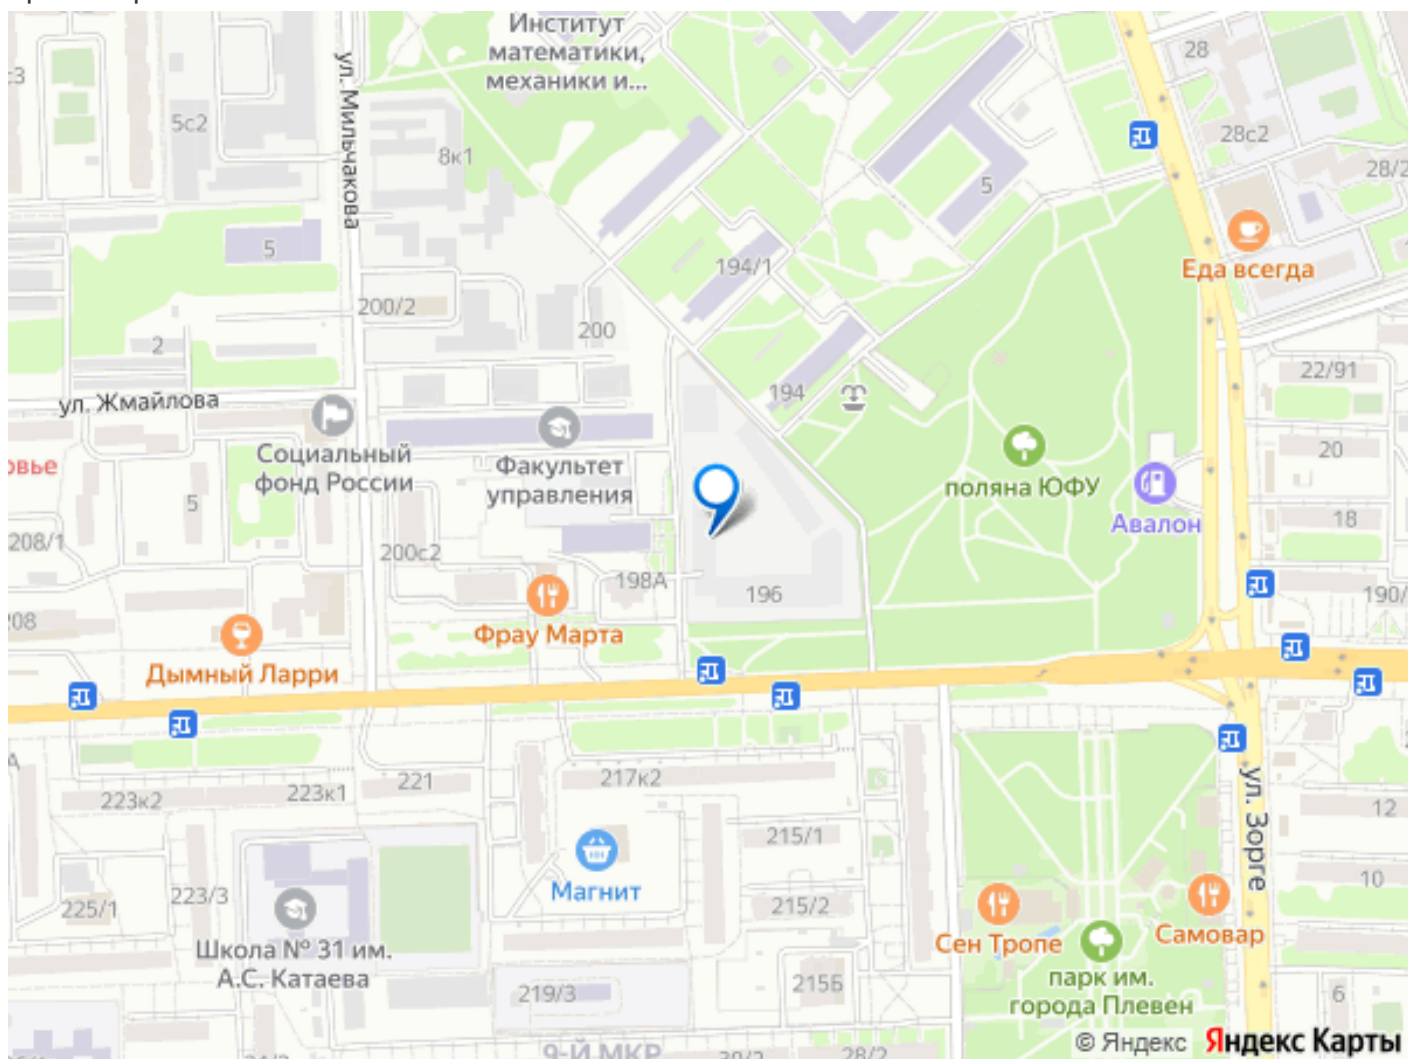 Институт
математики,
механики и...
ул. Мильчакова
5с2
8к1
28
28с2
28/2
5
5
194/1
Еда всегда
200/2
200
2
ул. Жмайлова
194
22/91
Социальный
фонд России
Факультет
управления
поляна ЮФУ
20
овье
5
Авалон
18
208/1
200с2
198А
196
190/
208
Фрау Марта
Дымный Ларри
221
217к2
223к2
223к1
ул. Зорге
12
215/1
Магнит
10
223/3
225/1
215/2
Школа № 31 им.
А.С. Катаева
Сен Тропе
Самовар
парк им.
города Плевен
219/3
215Б
6
9-Й МКР
© Яндекс
Яндекс Карты